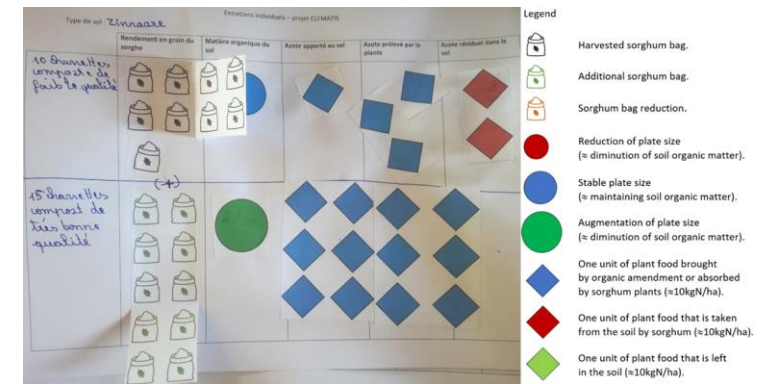 Entretiens individuels – projet CLEMATIS
Type de sol : Zinnaare
Rendement en grain du sorgho
Matière organique du sol
Azote apporté au sol
Azote prélevé par la plante
Azote résiduel dans le sol
10 charrettes
composte de
faible qualité
(+)
15 charrettes
compost de
très bonne
qualité
Legend
Harvested sorghum bag.
Additional sorghum bag.
Sorghum bag reduction.
Reduction of plate size
(≈ diminution of soil organic matter).
Stable plate size
(≈ maintaining soil organic matter).
Augmentation of plate size
(≈ diminution of soil organic matter).
One unit of plant food brought
by organic amendment or absorbed
by sorghum plants (≈10kgN/ha).
One unit of plant food that is taken
from the soil by sorghum (≈10kgN/ha).
One unit of plant food that is left
in the soil (≈10kgN/ha).